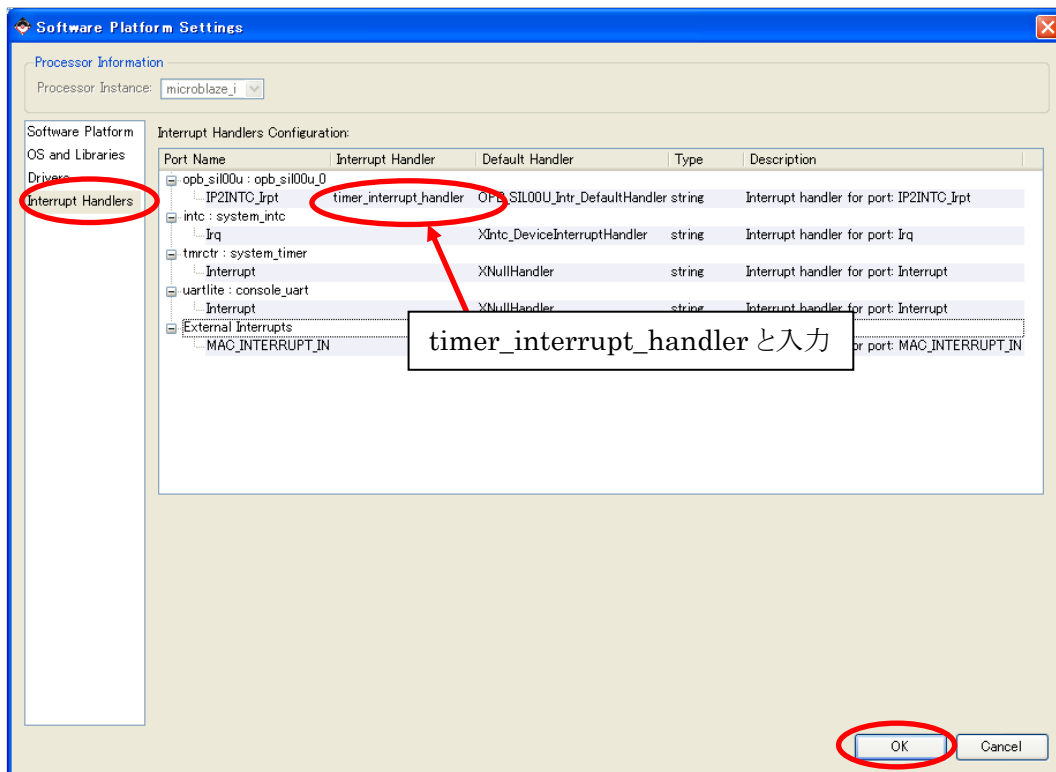 Software Platform Settings
Processor Information
Processor Instance: microblaze_i
Software Platform
OS and Libraries
Drivers
Interrupt Handlers
Interrupt Handlers Configuration:
Port Name Interrupt Handler Default Handler Type Description
opb_sil00u : opb_sil00u_0
IP2INTC_Irpt timer_interrupt_handler OPB_SIL00U_Intr_DefaultHandler string Interrupt handler for port: IP2INTC_Irpt
intc : system_intc
Irq XIntc_DeviceInterruptHandler string Interrupt handler for port: Irq
tmrctr : system_timer
Interrupt XNullHandler string Interrupt handler for port: Interrupt
uartlite : console_uart
Interrupt XNullHandler string Interrupt handler for port: Interrupt
External Interrupts
MAC_INTERRUPT_IN for port: MAC_INTERRUPT_IN
timer_interrupt_handler と入力
OK Cancel